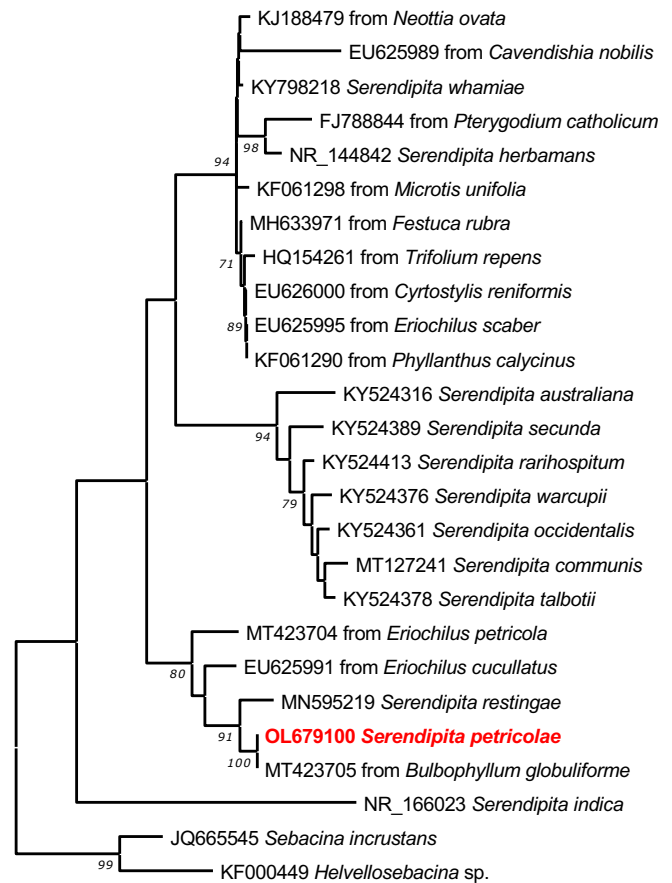 KJ188479 from Neottia ovata
EU625989 from Cavendishia nobilis
KY798218 Serendipita whamiae
FJ788844 from Pterygodium catholicum
98
NR_144842 Serendipita herbamans
94
KF061298 from Microtis unifolia
MH633971 from Festuca rubra
HQ154261 from Trifolium repens
71
EU626000 from Cyrtostylis reniformis
EU625995 from Eriochilus scaber
89
KF061290 from Phyllanthus calycinus
KY524316 Serendipita australiana
KY524389 Serendipita secunda
94
KY524413 Serendipita rarihospitum
KY524376 Serendipita warcupii
79
KY524361 Serendipita occidentalis
MT127241 Serendipita communis
KY524378 Serendipita talbotii
MT423704 from Eriochilus petricola
EU625991 from Eriochilus cucullatus
80
MN595219 Serendipita restingae
OL679100 Serendipita petricolae
91
MT423705 from Bulbophyllum globuliforme
100
NR_166023 Serendipita indica
JQ665545 Sebacina incrustans
99
KF000449 Helvellosebacina sp.